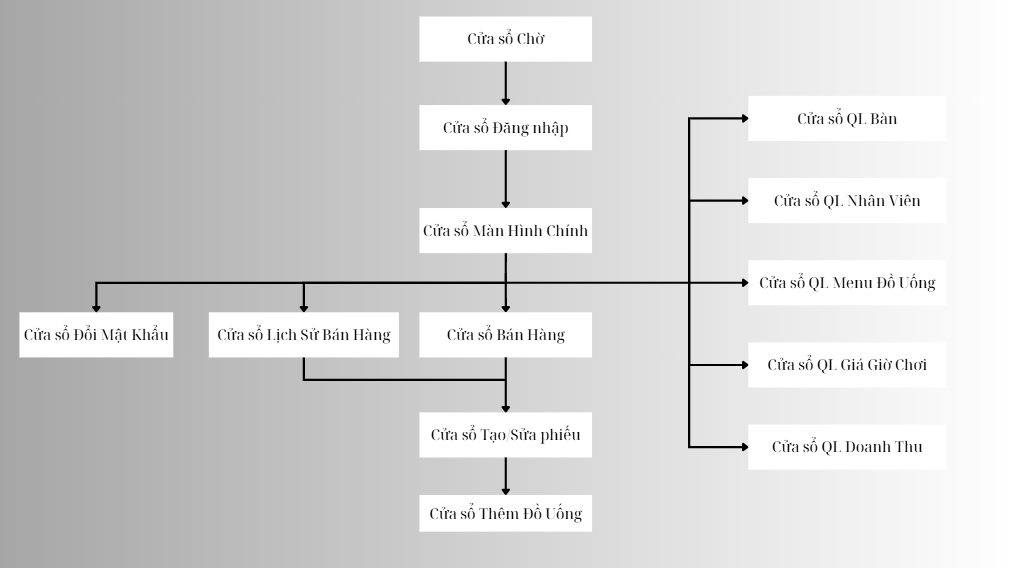 Cửa sổ Chờ
Cửa sổ Đăng nhập
Cửa sổ Màn Hình Chính
Cửa sổ Đổi Mật Khẩu
Cửa sổ Lịch Sử Bán Hàng
Cửa sổ Bán Hàng
Cửa sổ Tạo/Sửa phiếu
Cửa sổ Thêm Đồ Uống
Cửa sổ QL Bàn
Cửa sổ QL Nhân Viên
Cửa sổ QL Menu Đồ Uống
Cửa sổ QL Giá Giờ Chơi
Cửa sổ QL Doanh Thu